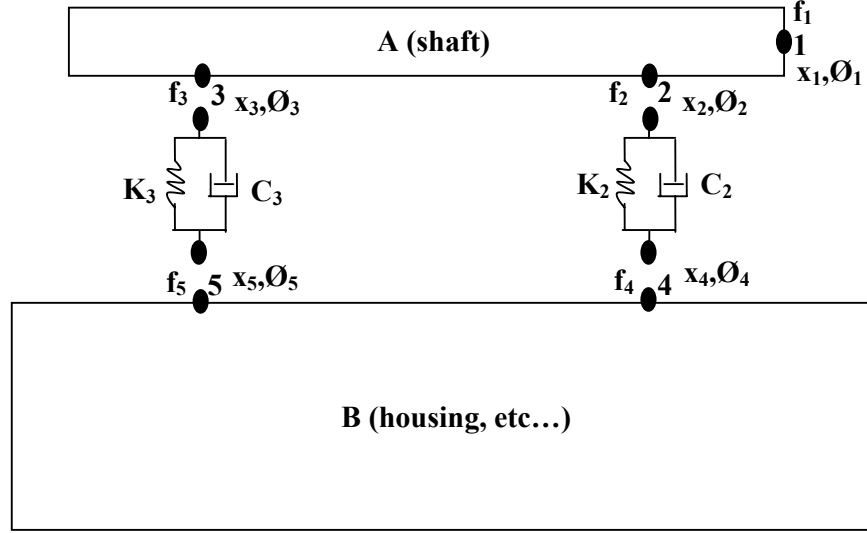 f₁
A (shaft)
1
x₁,Ø₁
f₃ 3 x₃,Ø₃
f₂ 2 x₂,Ø₂
K₃ C₃
K₂ C₂
f₅ 5 x₅,Ø₅
f₄ 4 x₄,Ø₄
B (housing, etc…)